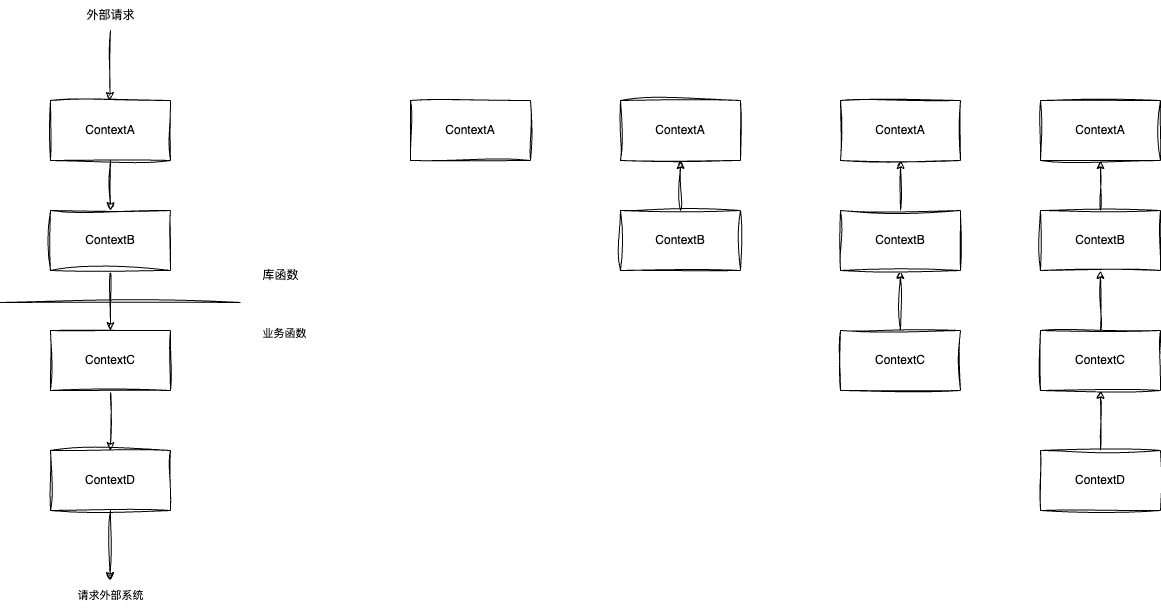 外部请求
ContextA
ContextB
库函数
业务函数
ContextC
ContextD
请求外部系统
ContextA
ContextA
ContextB
ContextA
ContextB
ContextC
ContextA
ContextB
ContextC
ContextD